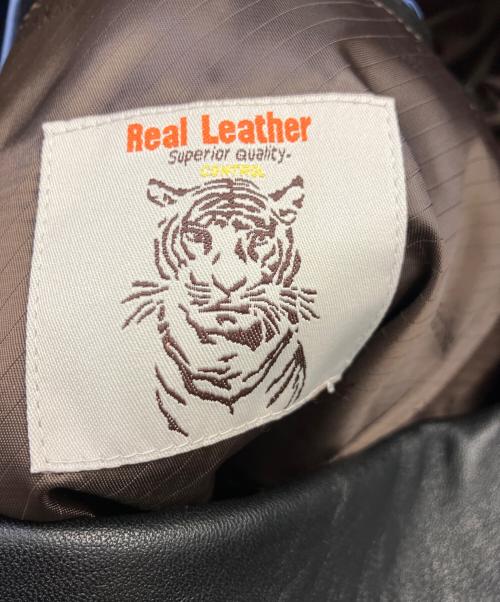 Real Leather
Superior Quality-
CONTROL